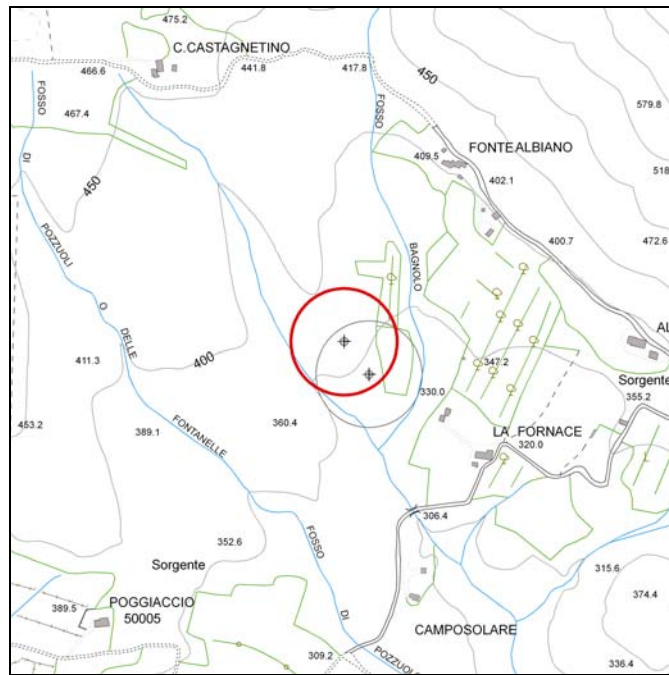 475.2
C.CASTAGNETINO
466.6
441.8
417.8
450
579.8
FOSSO
467.4
FOSSO
FONTEALBIANO
409.5
402.1
518
DI
450
POZZUOLI
BAGNOLO
400.7
472.6
O
DELLE
411.3
400
347.2
AL
Sorgente
330.0
355.2
453.2
389.1
360.4
FONTANELLE
LA FORNACE
320.0
306.4
352.6
FOSSO
Sorgente
315.6
389.5
POGGIACCIO
50005
DI
374.4
CAMPOSOLARE
309.2
POZZUOL
336.4